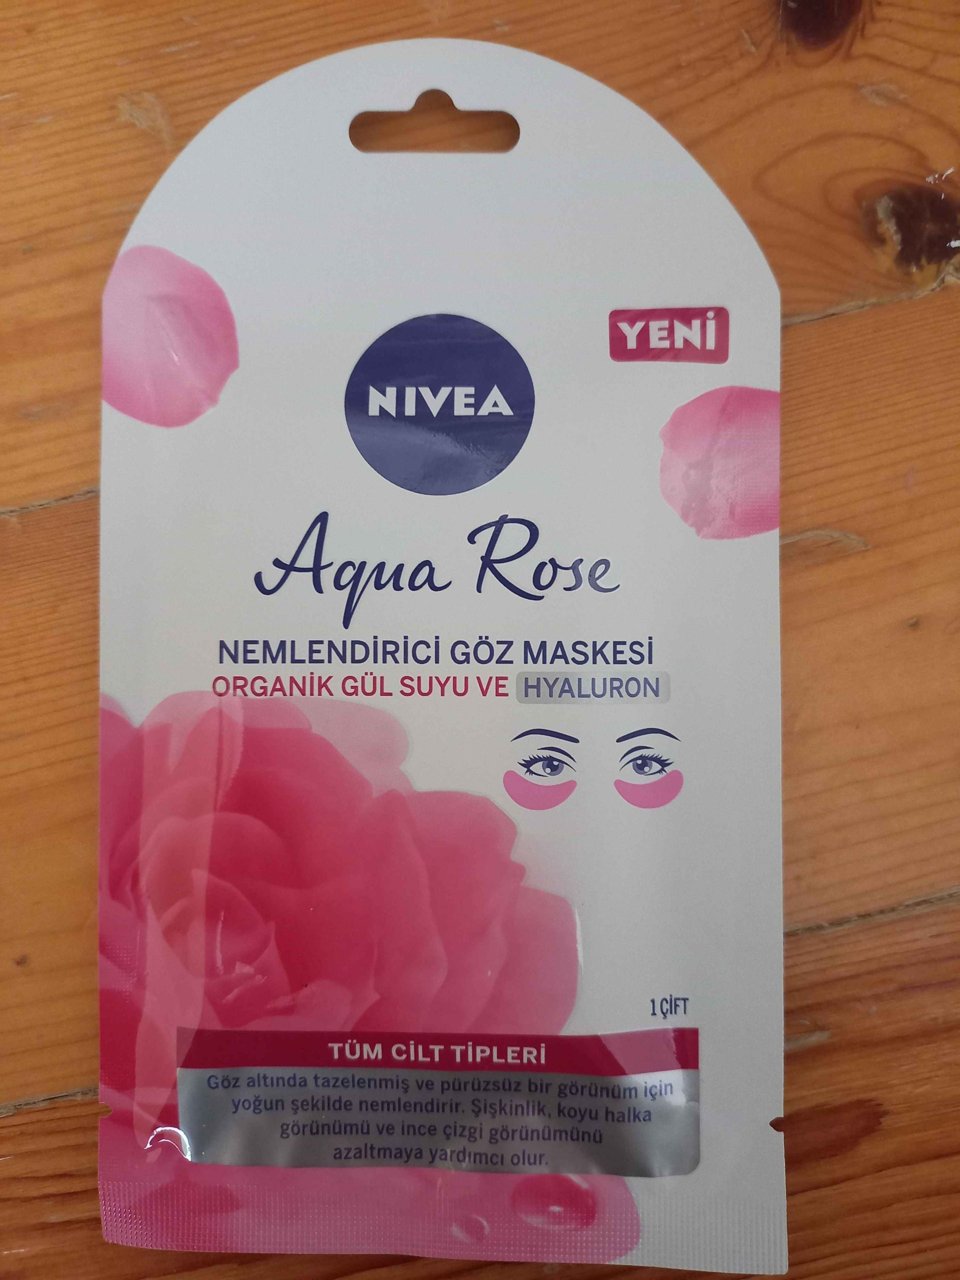 YENİ
NIVEA
Aqua Rose
NEMLENDİRİCİ GÖZ MASKESİ
ORGANİK GÜL SUYU VE HYALURON
1 ÇİFT
TÜM CİLT TİPLERİ
Göz altında tazelenmiş ve pürüzsüz bir görünüm için
yoğun şekilde nemlendirir. Şişkinlik, koyu halka
görünümü ve ince çizgi görünümünü
azaltmaya yardımcı olur.